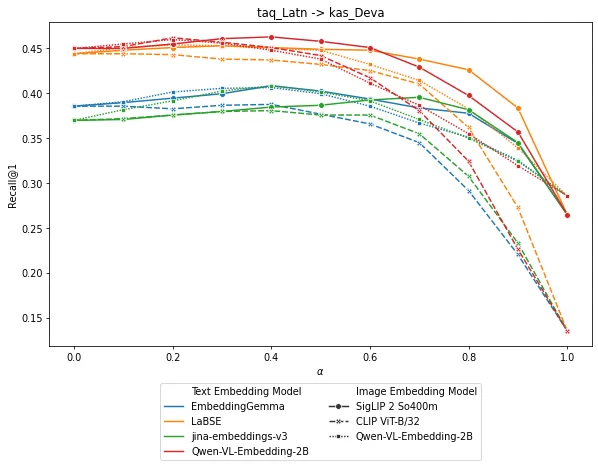 taq_Latn -> kas_Deva
Recall@1
0.45
0.40
0.35
0.30
0.25
0.20
0.15
0.0 0.2 0.4 0.6 0.8 1.0
α
Text Embedding Model Image Embedding Model
EmbeddingGemma SigLIP 2 So400m
LaBSE CLIP ViT-B/32
jina-embeddings-v3 Qwen-VL-Embedding-2B
Qwen-VL-Embedding-2B